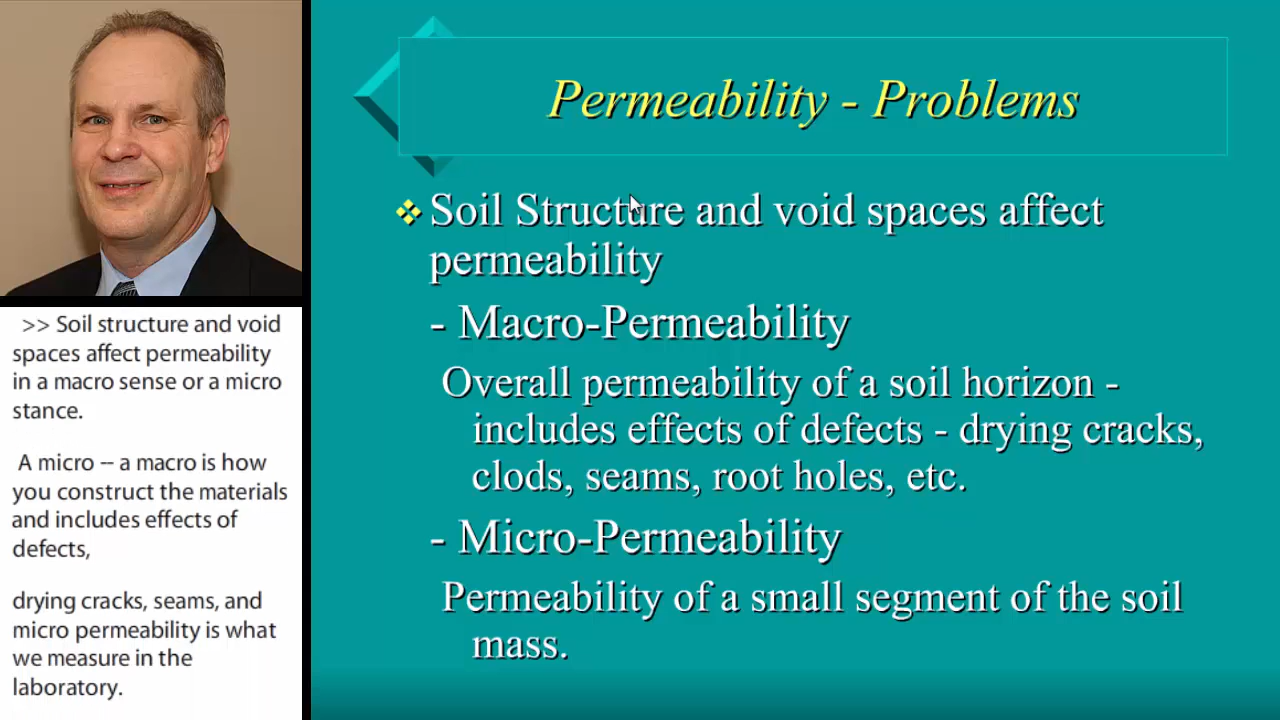 Permeability - Problems
Soil Structure and void spaces affect
permeability
- Macro-Permeability
Overall permeability of a soil horizon -
includes effects of defects - drying cracks,
clods, seams, root holes, etc.
- Micro-Permeability
Permeability of a small segment of the soil
mass.
>> Soil structure and void
spaces affect permeability
in a macro sense or a micro
stance.
A micro -- a macro is how
you construct the materials
and includes effects of
defects,
drying cracks, seams, and
micro permeability is what
we measure in the
laboratory.